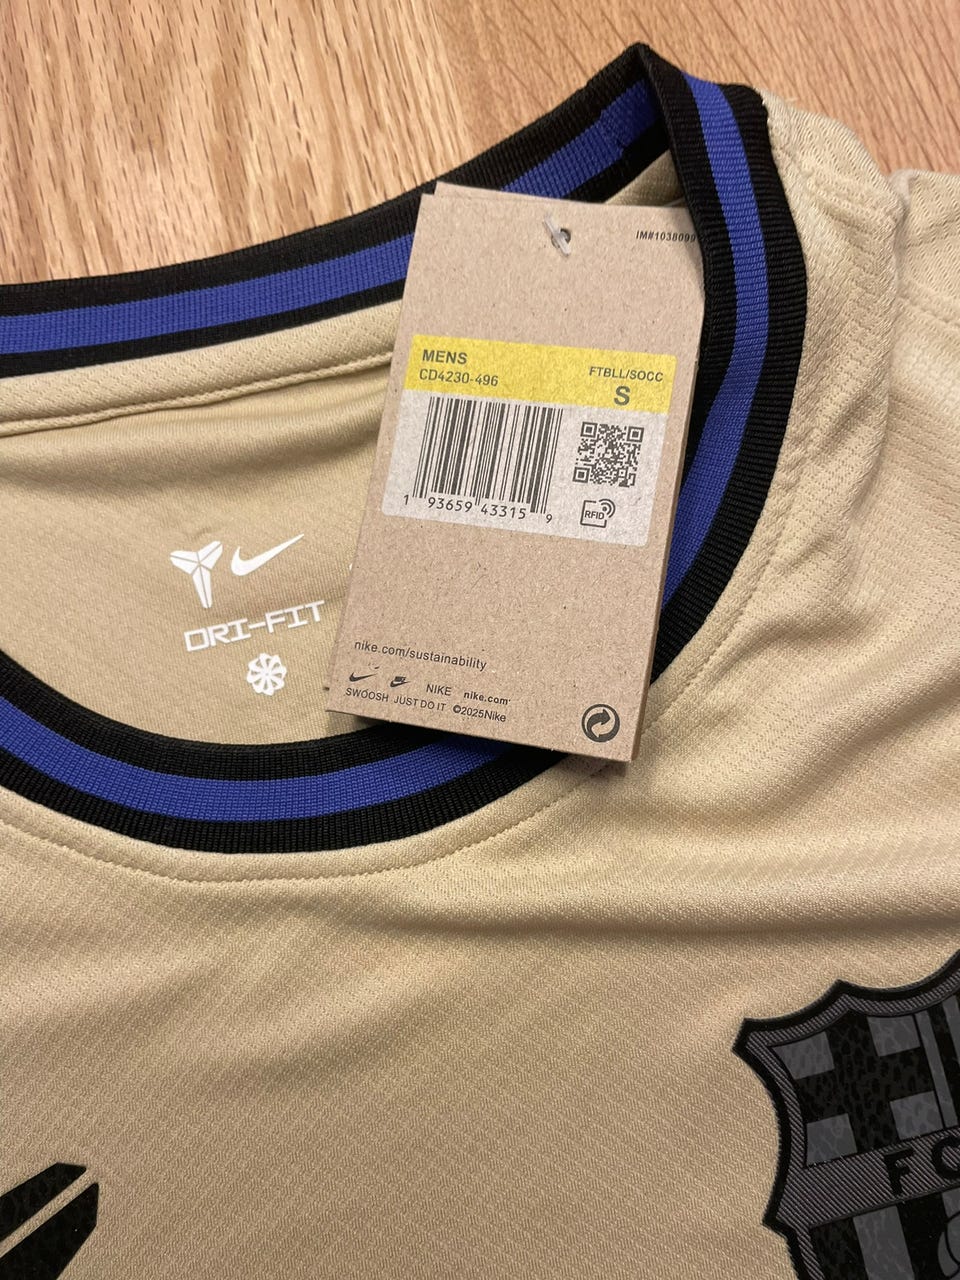 IM#1038099
MENS
CD4230-496
FTBLL/SOCC
S
1 93659 43315 9
RFID
DRI-FIT
nike.com/sustainability
NIKE nike.com
SWOOSH JUST DO IT ©2025Nike
F C